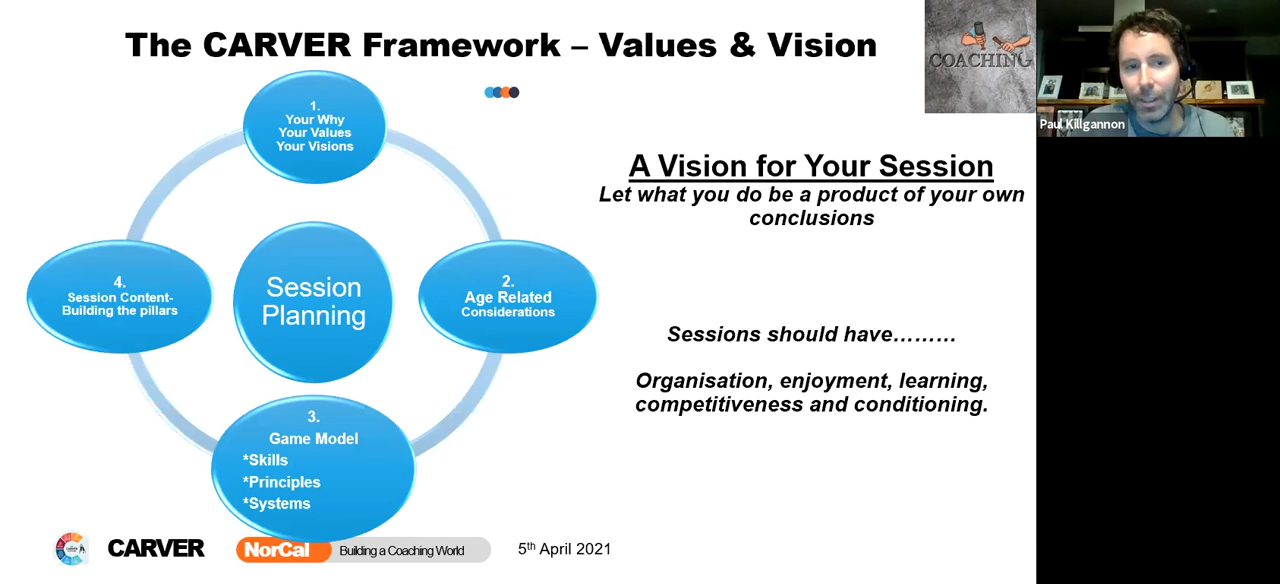 The CARVER Framework – Values & Vision
COACHING
Paul Killgannon
1.
Your Why
Your Values
Your Visions
A Vision for Your Session
Let what you do be a product of your own
conclusions
Session
Planning
2.
Age Related
Considerations
4.
Session Content-
Building the pillars
Sessions should have………
Organisation, enjoyment, learning,
competitiveness and conditioning.
3.
Game Model
*Skills
*Principles
*Systems
CARVER
NorCal
Building a Coaching World
5th April 2021